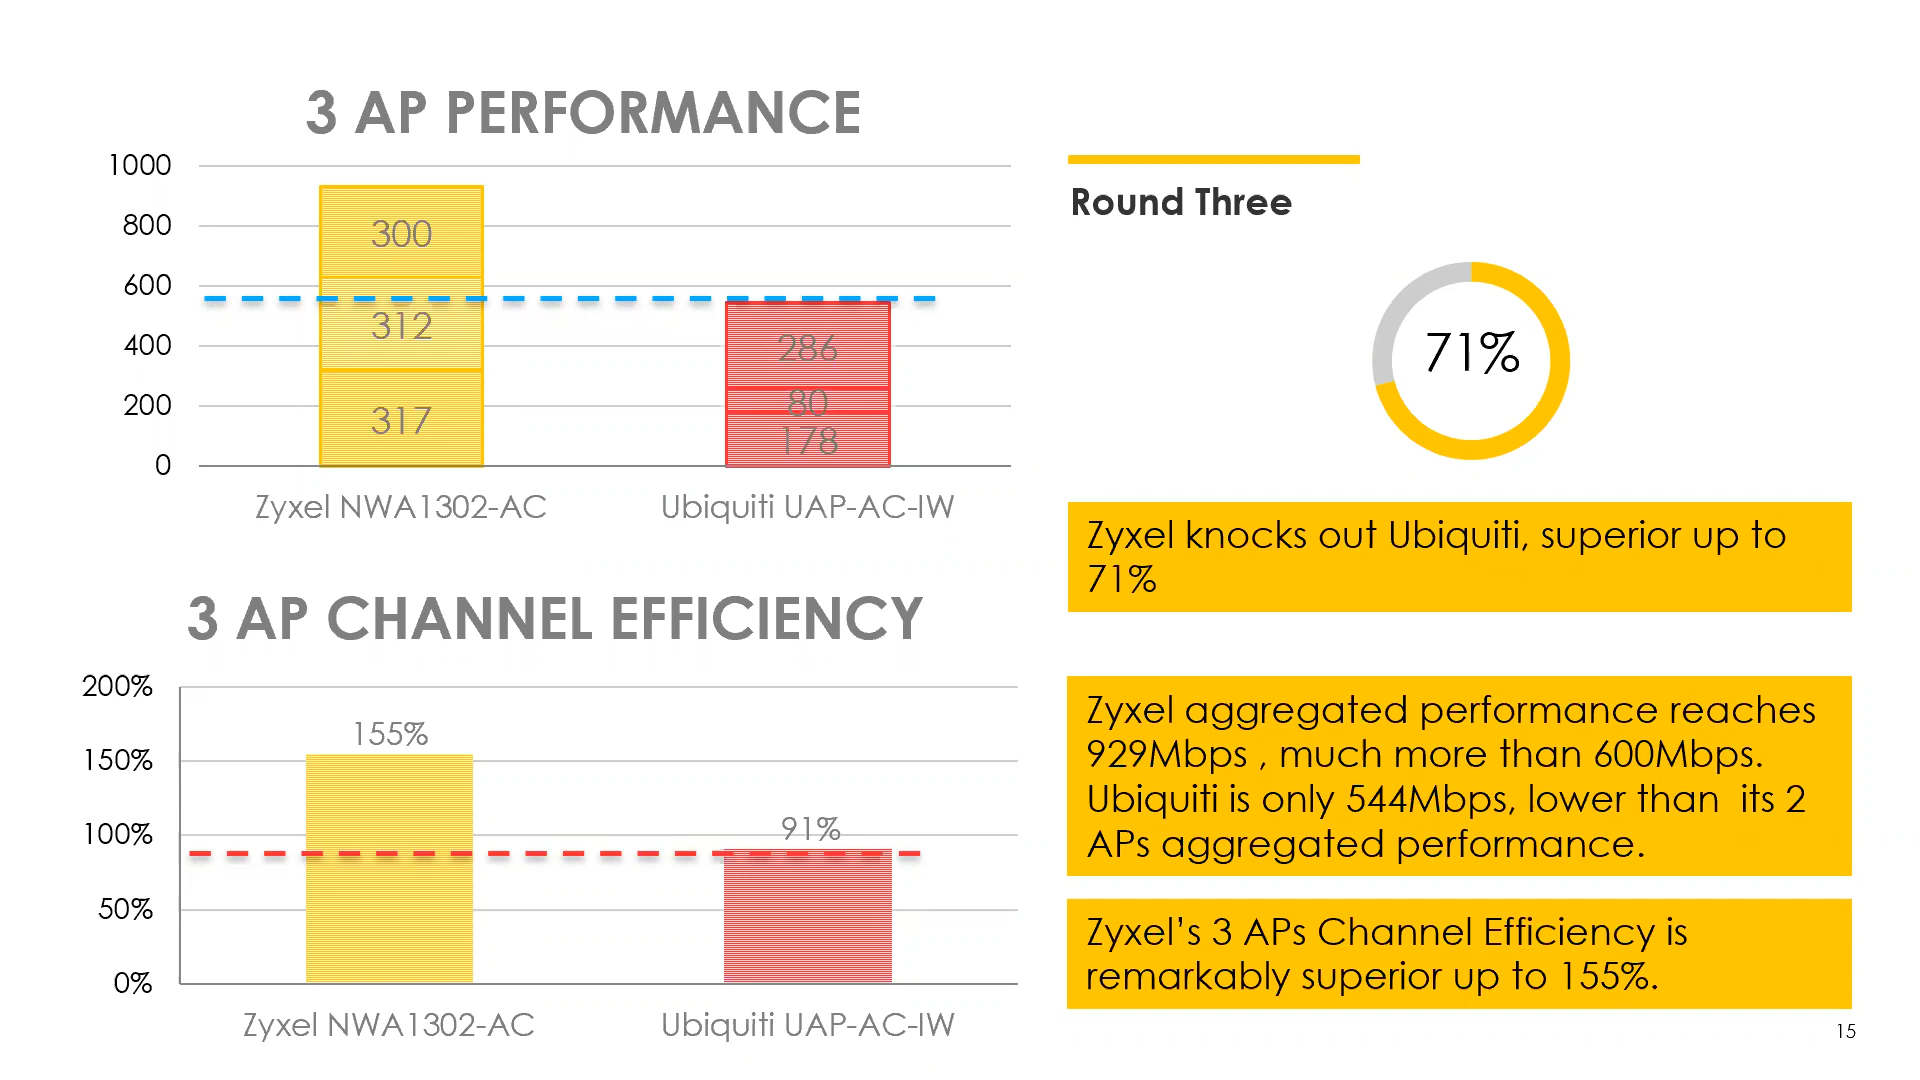 3 AP PERFORMANCE
1000
800
600
400
200
0
300
312
317
286
80
178
Zyxel NWA1302-AC
Ubiquiti UAP-AC-IW
3 AP CHANNEL EFFICIENCY
200%
150%
100%
50%
0%
155%
91%
Zyxel NWA1302-AC
Ubiquiti UAP-AC-IW
Round Three
71%
Zyxel knocks out Ubiquiti, superior up to
71%
Zyxel aggregated performance reaches
929Mbps , much more than 600Mbps.
Ubiquiti is only 544Mbps, lower than  its 2
APs aggregated performance.
Zyxel’s 3 APs Channel Efficiency is
remarkably superior up to 155%.
15